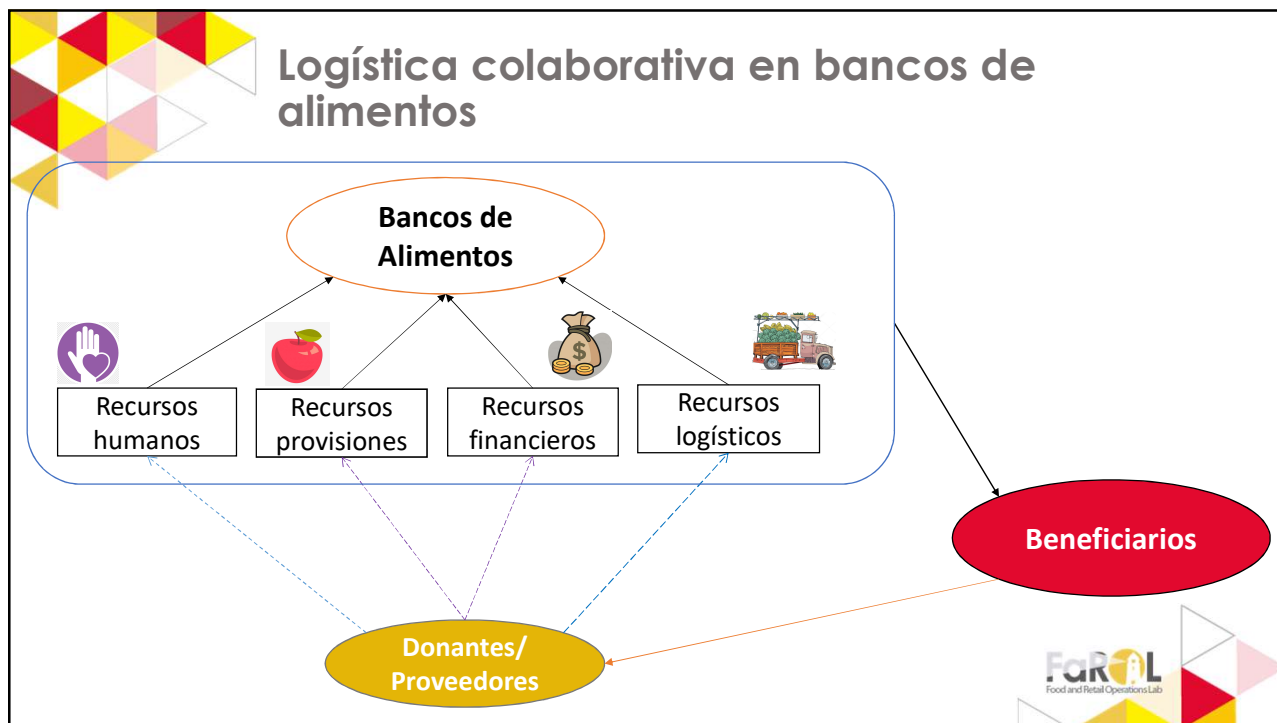 Logística colaborativa en bancos de
alimentos
Bancos de
Alimentos
$
Recursos
humanos
Recursos
provisiones
Recursos
financieros
Recursos
logísticos
Beneficiarios
Donantes/
Proveedores
FaROL
Food and Retail Operations Lab